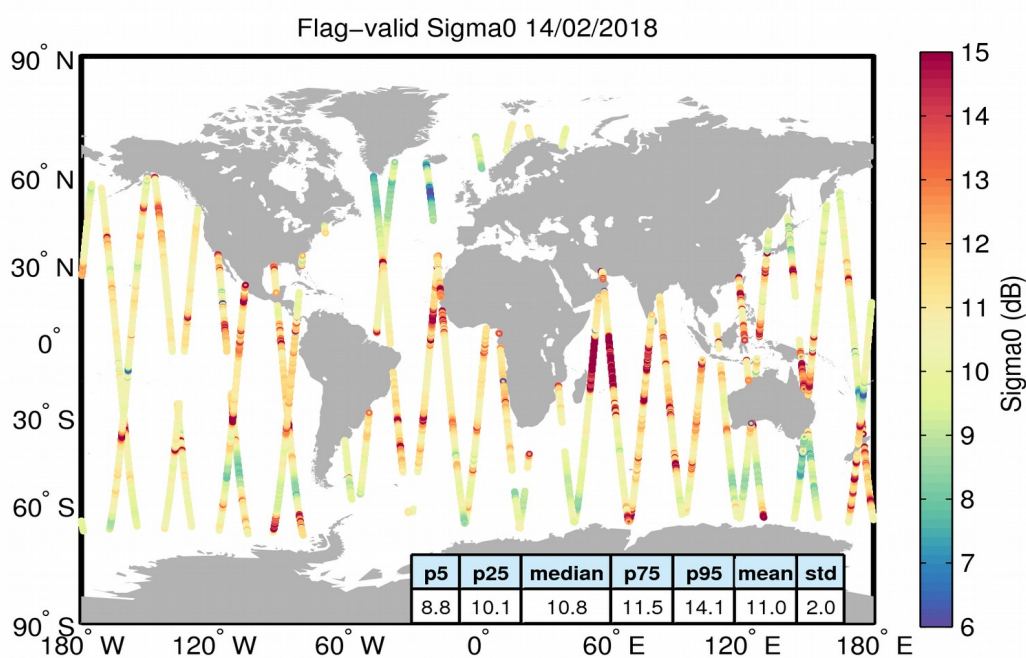 Flag−valid Sigma0 14/02/2018
90° N
60° N
30° N
0°
30° S
60° S
90° S
180° W
120° W
60° W
0°
60° E
120° E
180° E
p5 p25 median p75 p95 mean std
8.8 10.1 10.8 11.5 14.1 11.0 2.0
15
14
13
12
11
10
9
8
7
6
Sigma0 (dB)